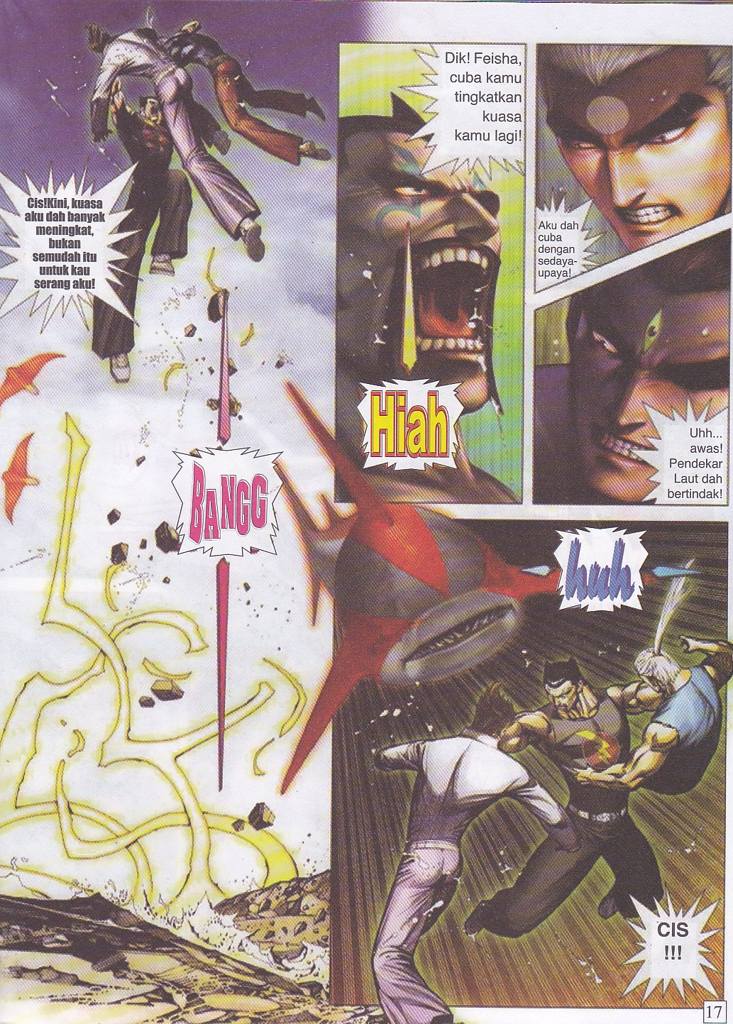 Cis!Kini, kuasa
aku dah banyak
meningkat,
bukan
semudah itu
untuk kau
serang aku!
BANGG
Dik! Feisha,
cuba kamu
tingkatkan
kuasa
kamu lagi!
Hiah
Aku dah
cuba
dengan
sedaya-
upaya!
Uhh...
awas!
Pendekar
Laut dah
bertindak!
huh
CIS
!!!
17